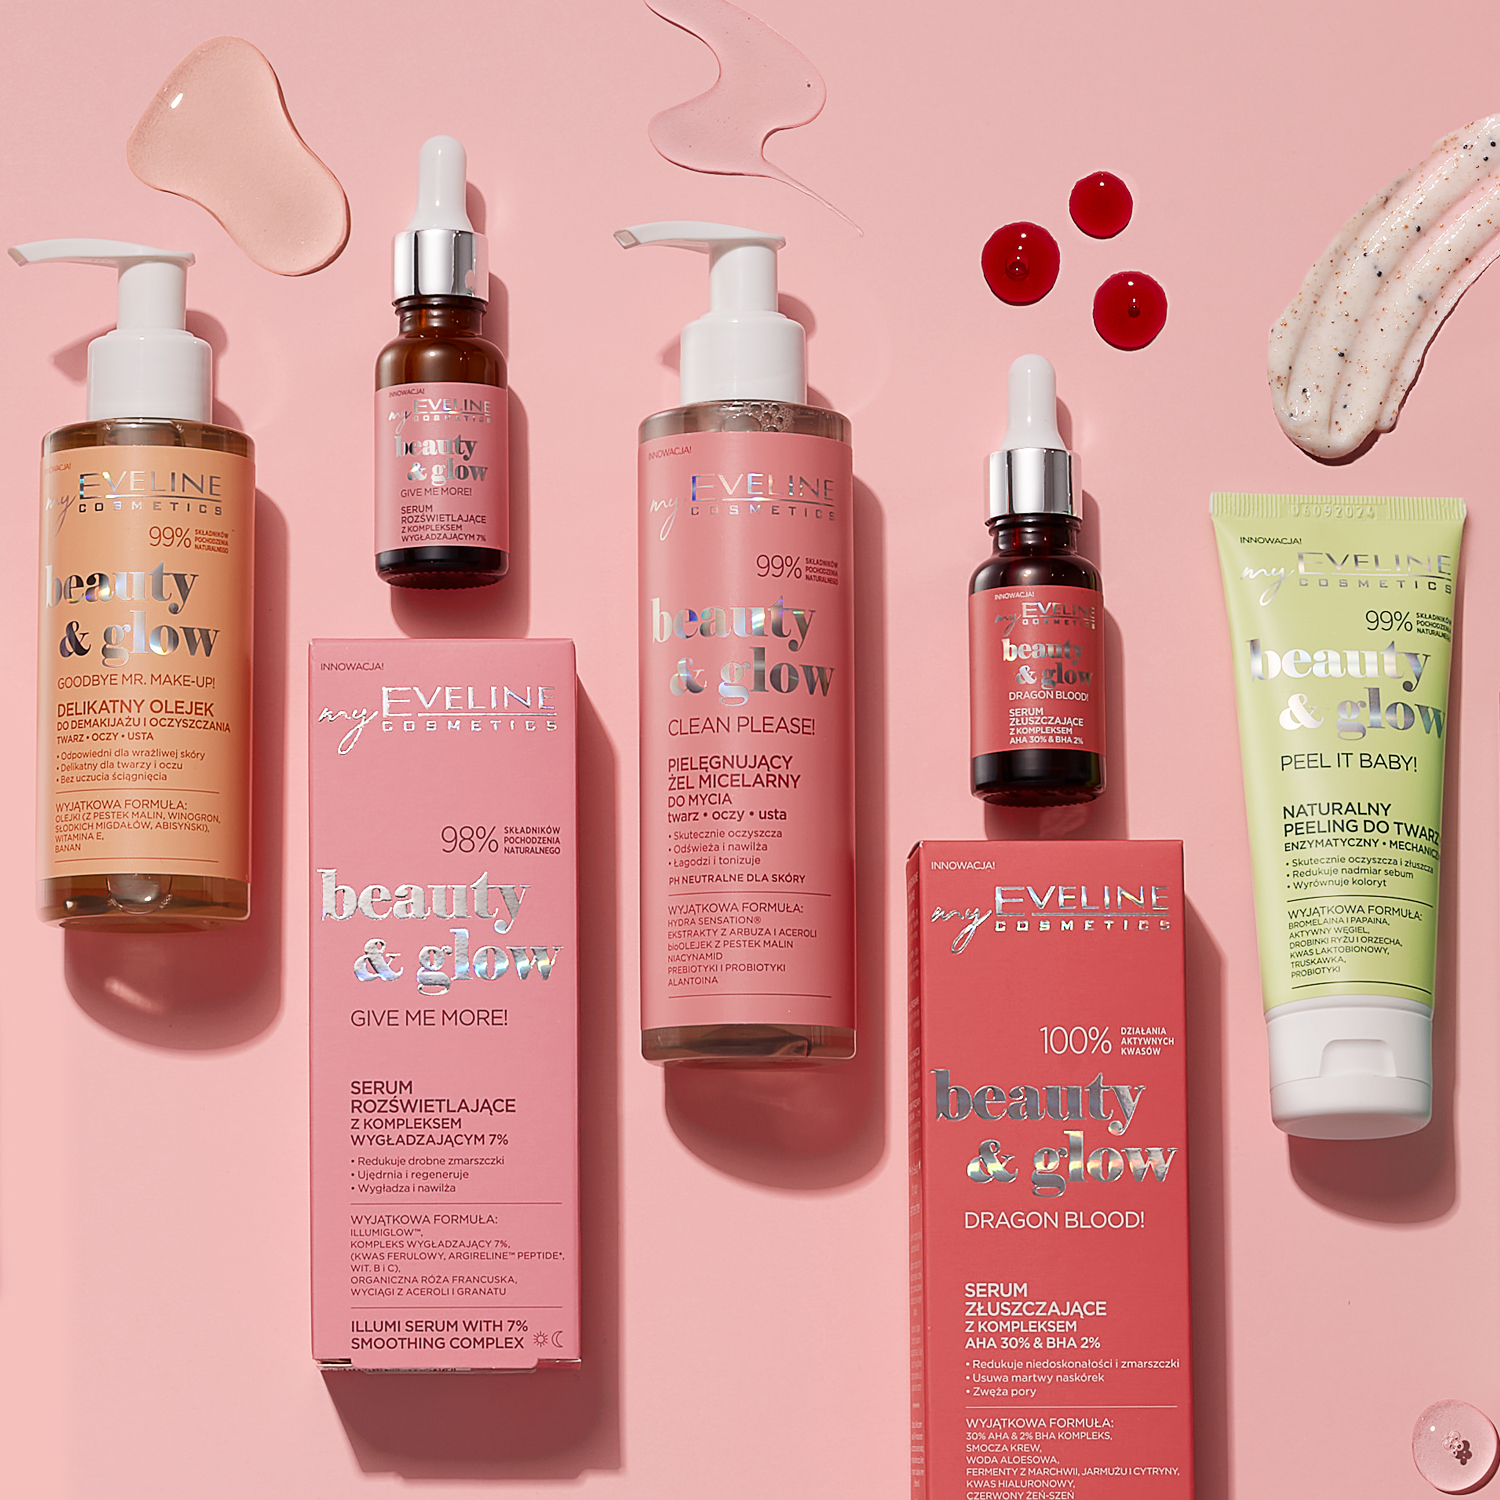 INNOWACJA!
my EVELINE
COSMETICS
99% SKŁADNIKÓW
POCHODZENIA
NATURALNEGO
beauty
& glow
GOODBYE MR. MAKE-UP!
DELIKATNY OLEJEK
DO DEMAKIJAŻU I OCZYSZCZANIA
TWARZ • OCZY • USTA
• Odpowiedni dla wrażliwej skóry
• Delikatny dla twarzy i oczu
• Bez uczucia ściągnięcia
WYJĄTKOWA FORMUŁA:
OLEJKI (Z PESTEK MALIN, WINOGRON,
SŁODKICH MIGDAŁÓW, ABISYŃSKI),
WITAMINA E,
BANAN
INNOWACJA!
my EVELINE
COSMETICS
beauty
& glow
GIVE ME MORE!
SERUM
ROZŚWIETLAJĄCE
Z KOMPLEKSEM
WYGŁADZAJĄCYM 7%
INNOWACJA!
my EVELINE
COSMETICS
98% SKŁADNIKÓW
POCHODZENIA
NATURALNEGO
beauty
& glow
GIVE ME MORE!
SERUM
ROZŚWIETLAJĄCE
Z KOMPLEKSEM
WYGŁADZAJĄCYM 7%
• Redukuje drobne zmarszczki
• Ujędrnia i regeneruje
• Wygładza i nawilża
WYJĄTKOWA FORMUŁA:
ILLUMIGLOW™,
KOMPLEKS WYGŁADZAJĄCY 7%,
(KWAS FERULOWY, ARGIRELINE™ PEPTIDE*,
WIT. B i C),
ORGANICZNA RÓŻA FRANCUSKA,
WYCIĄGI Z ACEROLI I GRANATU
ILLUMI SERUM WITH 7%
SMOOTHING COMPLEX
INNOWACJA!
my EVELINE
COSMETICS
99% SKŁADNIKÓW
POCHODZENIA
NATURALNEGO
beauty
& glow
CLEAN PLEASE!
PIELĘGNUJĄCY
ŻEL MICELARNY
DO MYCIA
twarz • oczy • usta
• Skutecznie oczyszcza
• Odświeża i nawilża
• Łagodzi i tonizuje
PH NEUTRALNE DLA SKÓRY
WYJĄTKOWA FORMUŁA:
HYDRA SENSATION®
EKSTRAKTY Z ARBUZA I ACEROLI
biOOLEJEK Z PESTEK MALIN
NIACYNAMID
PREBIOTYKI I PROBIOTYKI
ALANTOINA
INNOWACJA!
my EVELINE
COSMETICS
beauty
& glow
DRAGON BLOOD!
SERUM
ZŁUSZCZAJĄCE
Z KOMPLEKSEM
AHA 30% & BHA 2%
INNOWACJA!
my EVELINE
COSMETICS
100% DZIAŁANIA
AKTYWNYCH
KWASÓW
beauty
& glow
DRAGON BLOOD!
SERUM
ZŁUSZCZAJĄCE
Z KOMPLEKSEM
AHA 30% & BHA 2%
• Redukuje niedoskonałości i zmarszczki
• Usuwa martwy naskórek
• Zwęża pory
WYJĄTKOWA FORMUŁA:
30% AHA & 2% BHA KOMPLEKS,
SMOCZA KREW,
WODA ALOESOWA,
FERMENTY Z MARCHWII, JARMUŻU I CYTRYNY,
KWAS HIALURONOWY,
CZERWONY ŻEŃ-SZEŃ
06092024
INNOWACJA!
my EVELINE
COSMETICS
99% SKŁADNIKÓW
POCHODZENIA
NATURALNEGO
beauty
& glow
PEEL IT BABY!
NATURALNY
PEELING DO TWARZ
ENZYMATYCZNY • MECHANICZ
• Skutecznie oczyszcza i złuszcza
• Redukuje nadmiar sebum
• Wyrównuje koloryt
WYJĄTKOWA FORMUŁA:
BROMELAINA I PAPAINA,
AKTYWNY WĘGIEL,
DROBINKI RYŻU I ORZECHA,
KWAS LAKTOBIONOWY,
TRUSKAWKA,
PROBIOTYKI